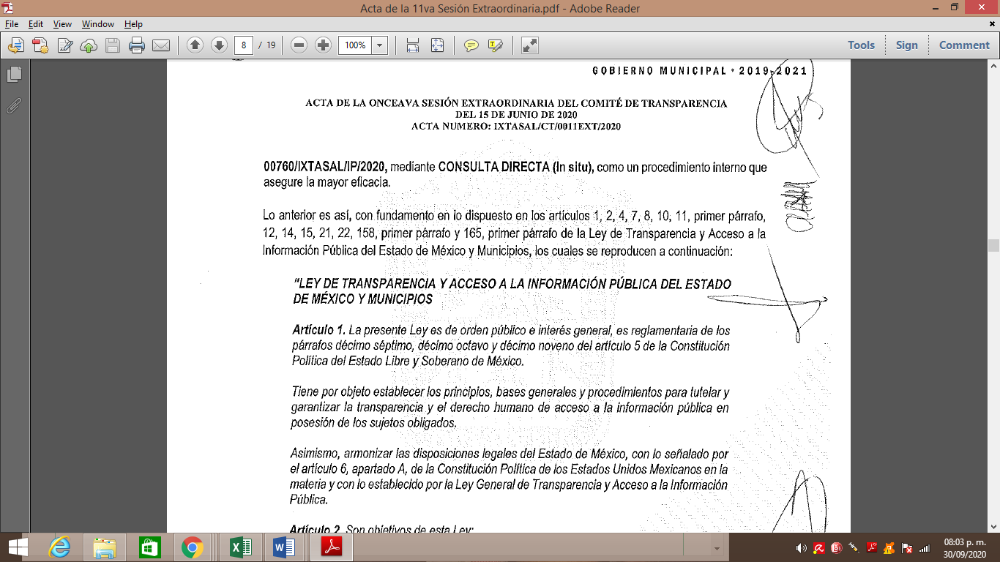 Acta de la 11va Sesión Extraordinaria.pdf - Adobe Reader
File Edit View Window Help
8 / 19 100% Tools Sign Comment
GOBIERNO MUNICIPAL • 2019-2021
ACTA DE LA ONCEAVA SESIÓN EXTRAORDINARIA DEL COMITÉ DE TRANSPARENCIA
DEL 15 DE JUNIO DE 2020
ACTA NUMERO: IXTASAL/CT/0011EXT/2020
00760/IXTASAL/IP/2020, mediante CONSULTA DIRECTA (In situ), como un procedimiento interno que
asegure la mayor eficacia.
Lo anterior es así, con fundamento en lo dispuesto en los artículos 1, 2, 4, 7, 8, 10, 11, primer párrafo,
12, 14, 15, 21, 22, 158, primer párrafo y 165, primer párrafo de la Ley de Transparencia y Acceso a la
Información Pública del Estado de México y Municipios, los cuales se reproducen a continuación:
"LEY DE TRANSPARENCIA Y ACCESO A LA INFORMACIÓN PÚBLICA DEL ESTADO
DE MÉXICO Y MUNICIPIOS
Artículo 1. La presente Ley es de orden público e interés general, es reglamentaria de los
párrafos décimo séptimo, décimo octavo y décimo noveno del artículo 5 de la Constitución
Política del Estado Libre y Soberano de México.
Tiene por objeto establecer los principios, bases generales y procedimientos para tutelar y
garantizar la transparencia y el derecho humano de acceso a la información pública en
posesión de los sujetos obligados.
Asimismo, armonizar las disposiciones legales del Estado de México, con lo señalado por
el artículo 6, apartado A, de la Constitución Política de los Estados Unidos Mexicanos en la
materia y con lo establecido por la Ley General de Transparencia y Acceso a la Información
Pública.
Artículo 2. Son objetivos de esta Ley:
08:03 p. m.
30/09/2020